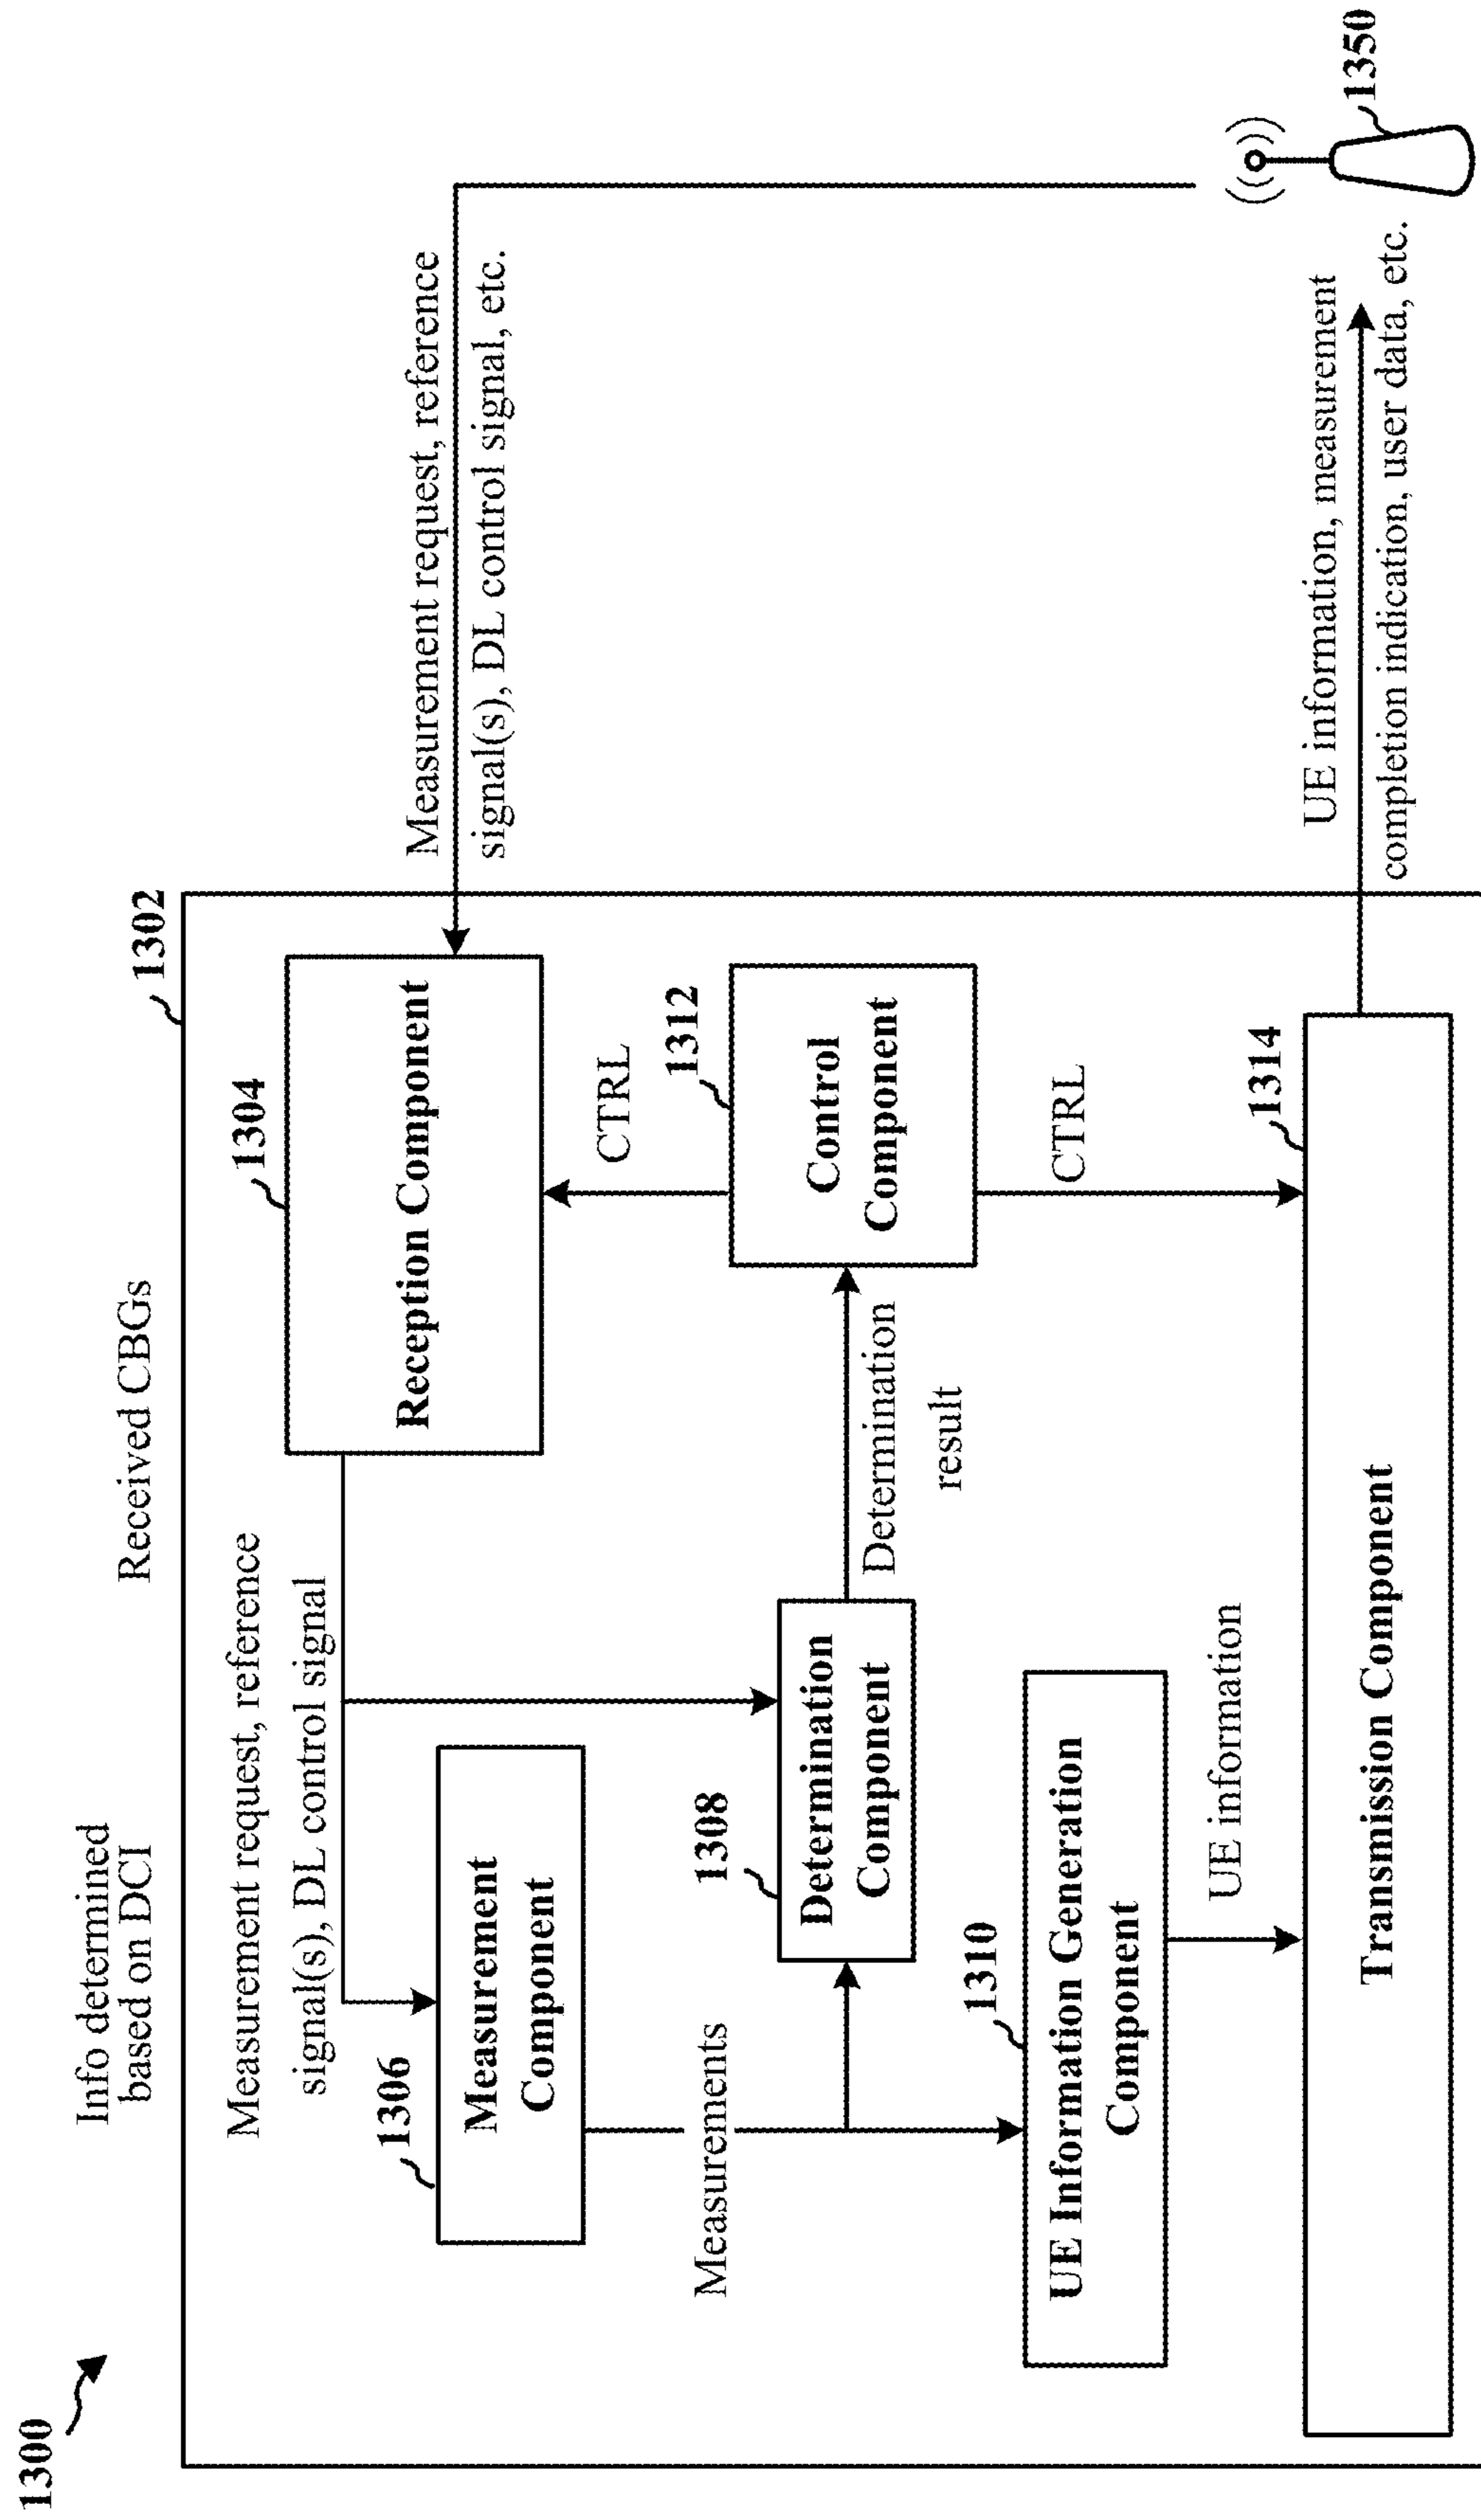 1300
Info determined
based on DCI
Received CBGs
1302
Measurement request, reference
signal(s), DL control signal
1304
Reception Component
Measurement request, reference
signal(s), DL control signal, etc.
1306
Measurement
Component
CTRL
1312
Control
Component
Measurements
1308
Determination
Component
Determination
result
CTRL
1310
UE Information Generation
Component
UE information
1314
Transmission Component
UE information, measurement
completion indication, user data, etc.
1350